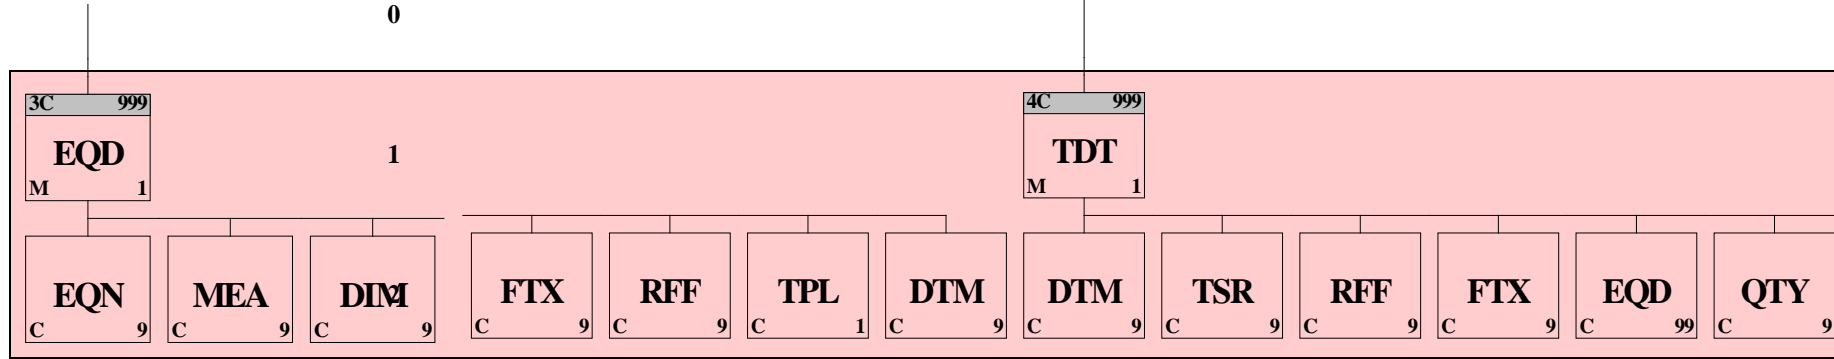 0
3C 999
4C 999
EQD
1
TDT
M 1
M 1
EQN
MEA
DIM
2
FTX
RFF
TPL
DTM
DTM
TSR
RFF
FTX
EQD
QTY
C 9
C 9
C 9
C 9
C 9
C 1
C 9
C 9
C 9
C 9
C 9
C 99
C 9